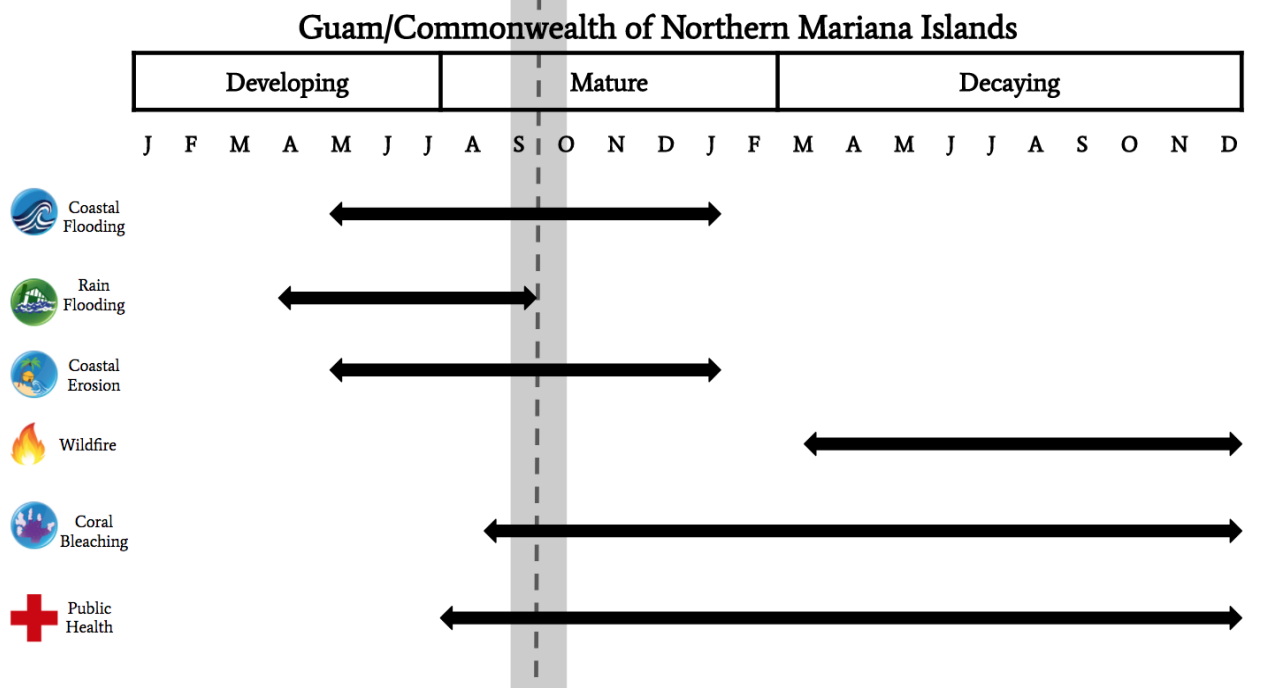 Guam/Commonwealth of Northern Mariana Islands
Developing Mature Decaying
J F M A M J J A S O N D J F M A M J J A S O N D
Coastal
Flooding
Rain
Flooding
Coastal
Erosion
Wildfire
Coral
Bleaching
Public
Health